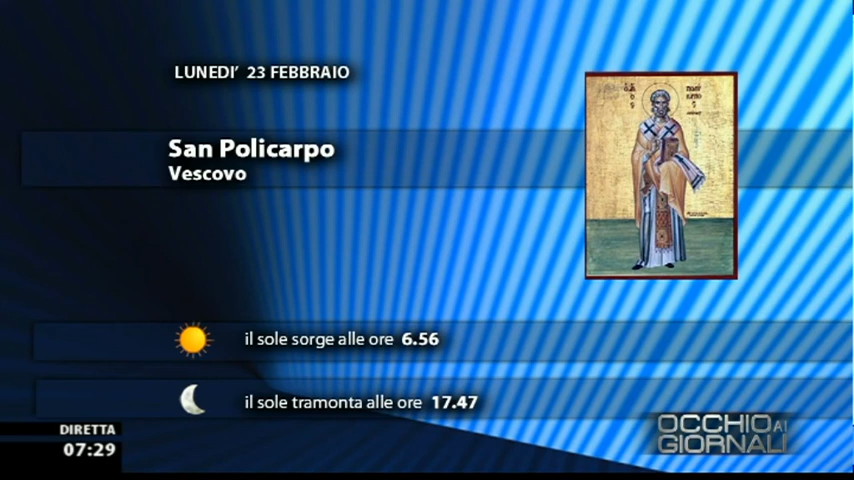 LUNEDI' 23 FEBBRAIO
San Policarpo
Vescovo
il sole sorge alle ore 6.56
il sole tramonta alle ore 17.47
DIRETTA
07:29
OCCHIO AI
GIORNALI